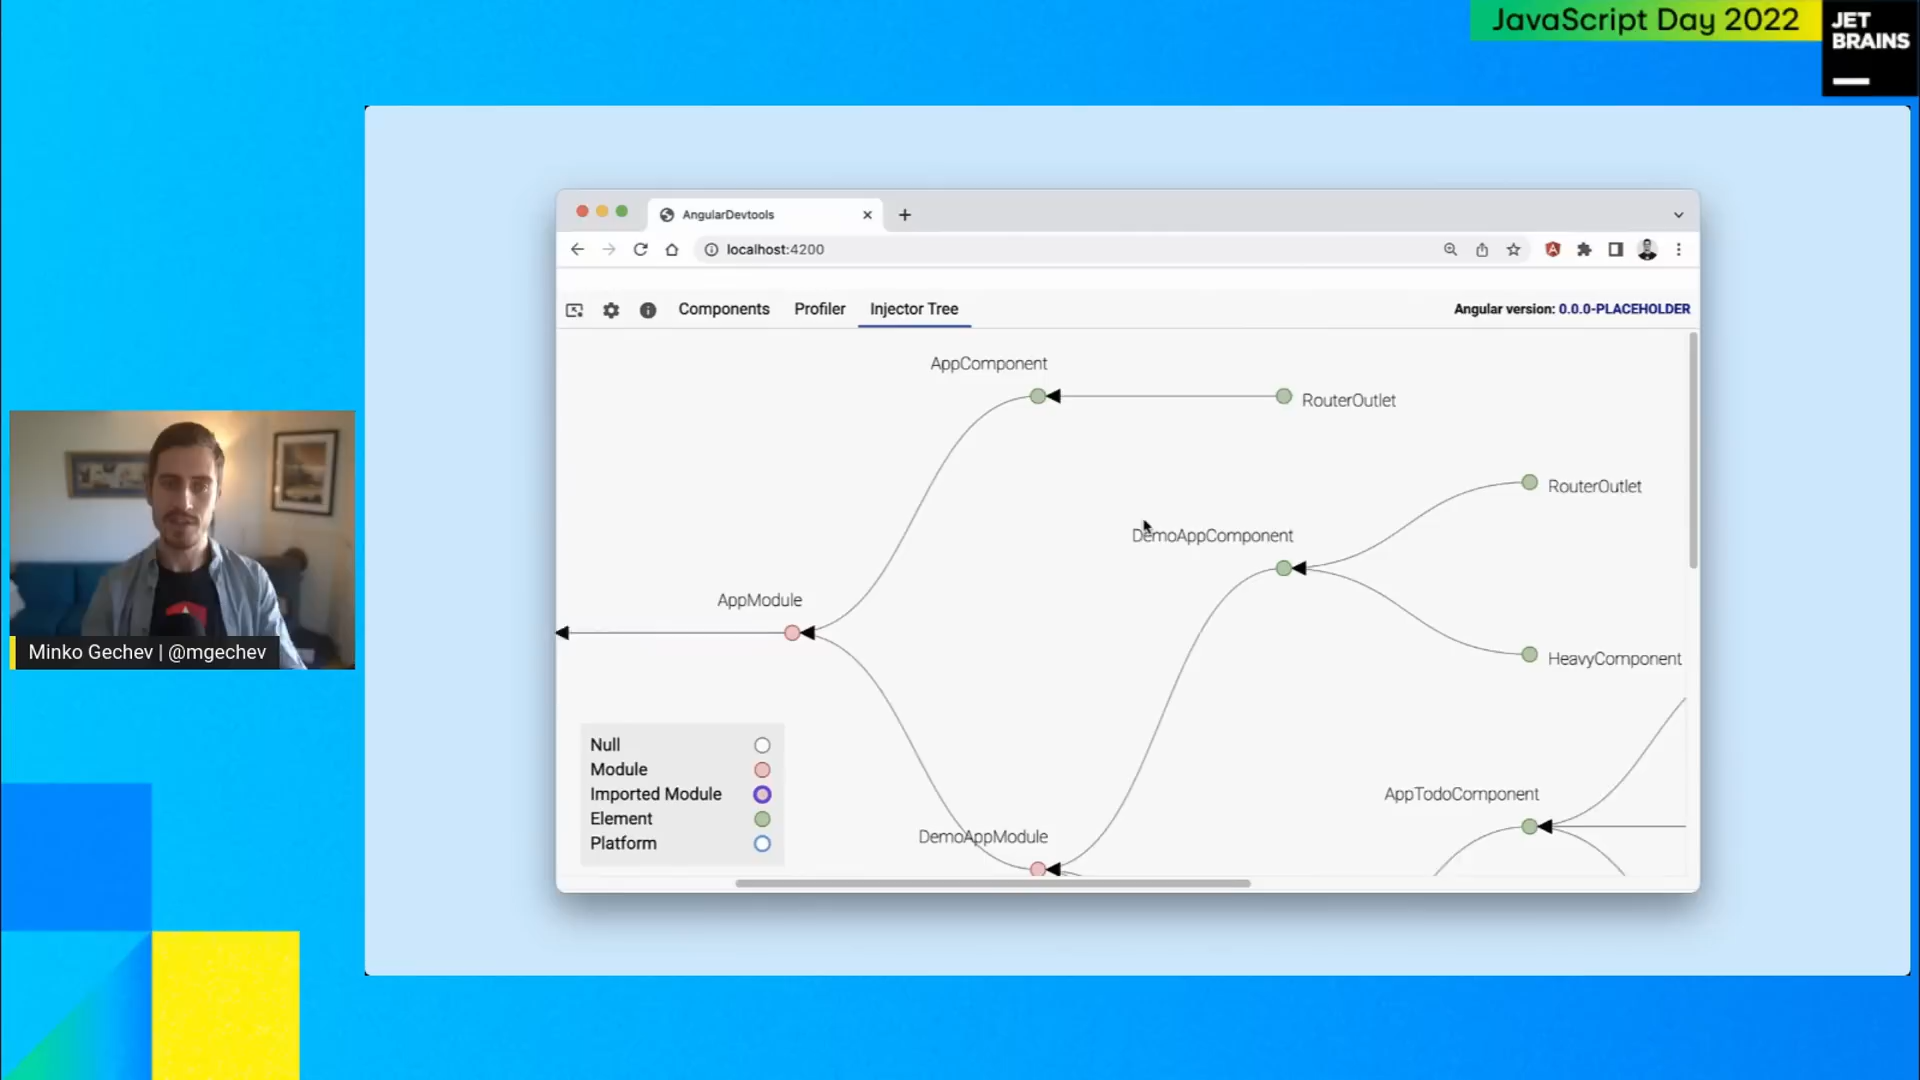 JavaScript Day 2022
JET
BRAINS
AngularDevtools
localhost:4200
Components
Profiler
Injector Tree
Angular version: 0.0.0-PLACEHOLDER
AppComponent
RouterOutlet
RouterOutlet
DemoAppComponent
AppModule
HeavyComponent
Minko Gechev | @mgechev
Null
Module
Imported Module
Element
Platform
AppTodoComponent
DemoAppModule